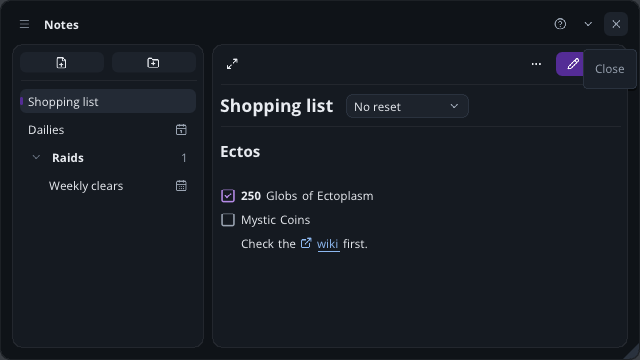 Notes
Close
Shopping list
Dailies
Raids 1
Weekly clears
Shopping list No reset
Ectos
250 Globs of Ectoplasm
Mystic Coins
Check the wiki first.